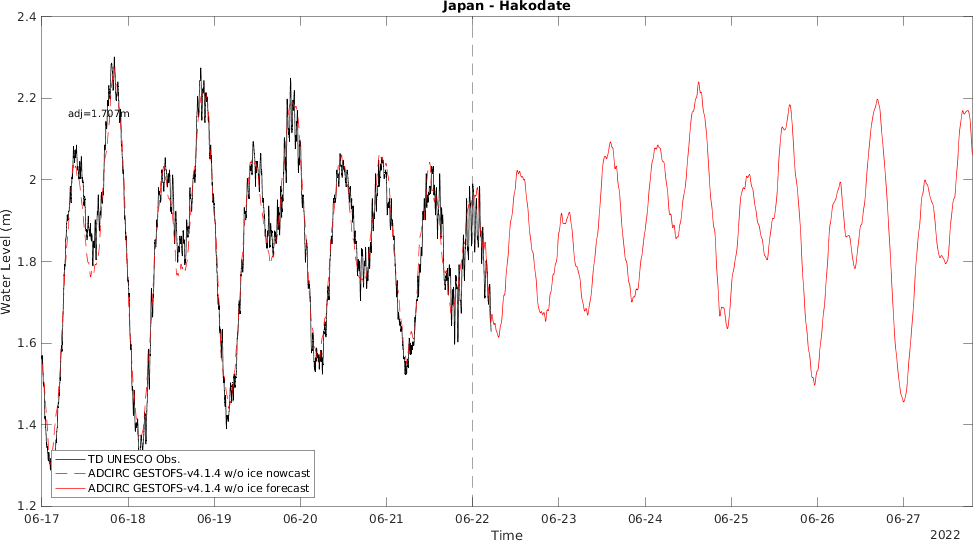 Japan - Hakodate
2.4
2.2
2
1.8
1.6
1.4
1.2
Water Level (m)
adj=1.707m
TD UNESCO Obs.
ADCIRC GESTOFS-v4.1.4 w/o ice nowcast
ADCIRC GESTOFS-v4.1.4 w/o ice forecast
06-17
06-18
06-19
06-20
06-21
06-22
06-23
06-24
06-25
06-26
06-27
Time
2022